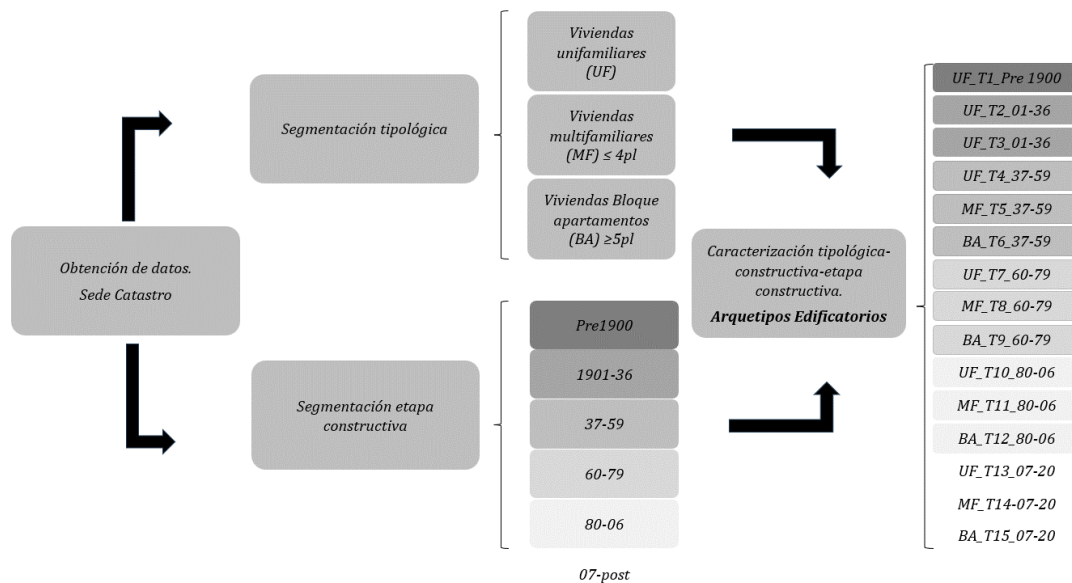 Obtención de datos.
Sede Catastro
Segmentación tipológica
Segmentación etapa
constructiva
Viviendas
unifamiliares
(UF)
Viviendas
multifamiliares
(MF) ≤ 4pl
Viviendas Bloque
apartamentos
(BA) ≥5pl
Pre1900
1901-36
37-59
60-79
80-06
07-post
Caracterización tipológica-
constructiva-etapa
constructiva.
Arquetipos Edificatorios
UF_T1_Pre 1900
UF_T2_01-36
UF_T3_01-36
UF_T4_37-59
MF_T5_37-59
BA_T6_37-59
UF_T7_60-79
MF_T8_60-79
BA_T9_60-79
UF_T10_80-06
MF_T11_80-06
BA_T12_80-06
UF_T13_07-20
MF_T14-07-20
BA_T15_07-20